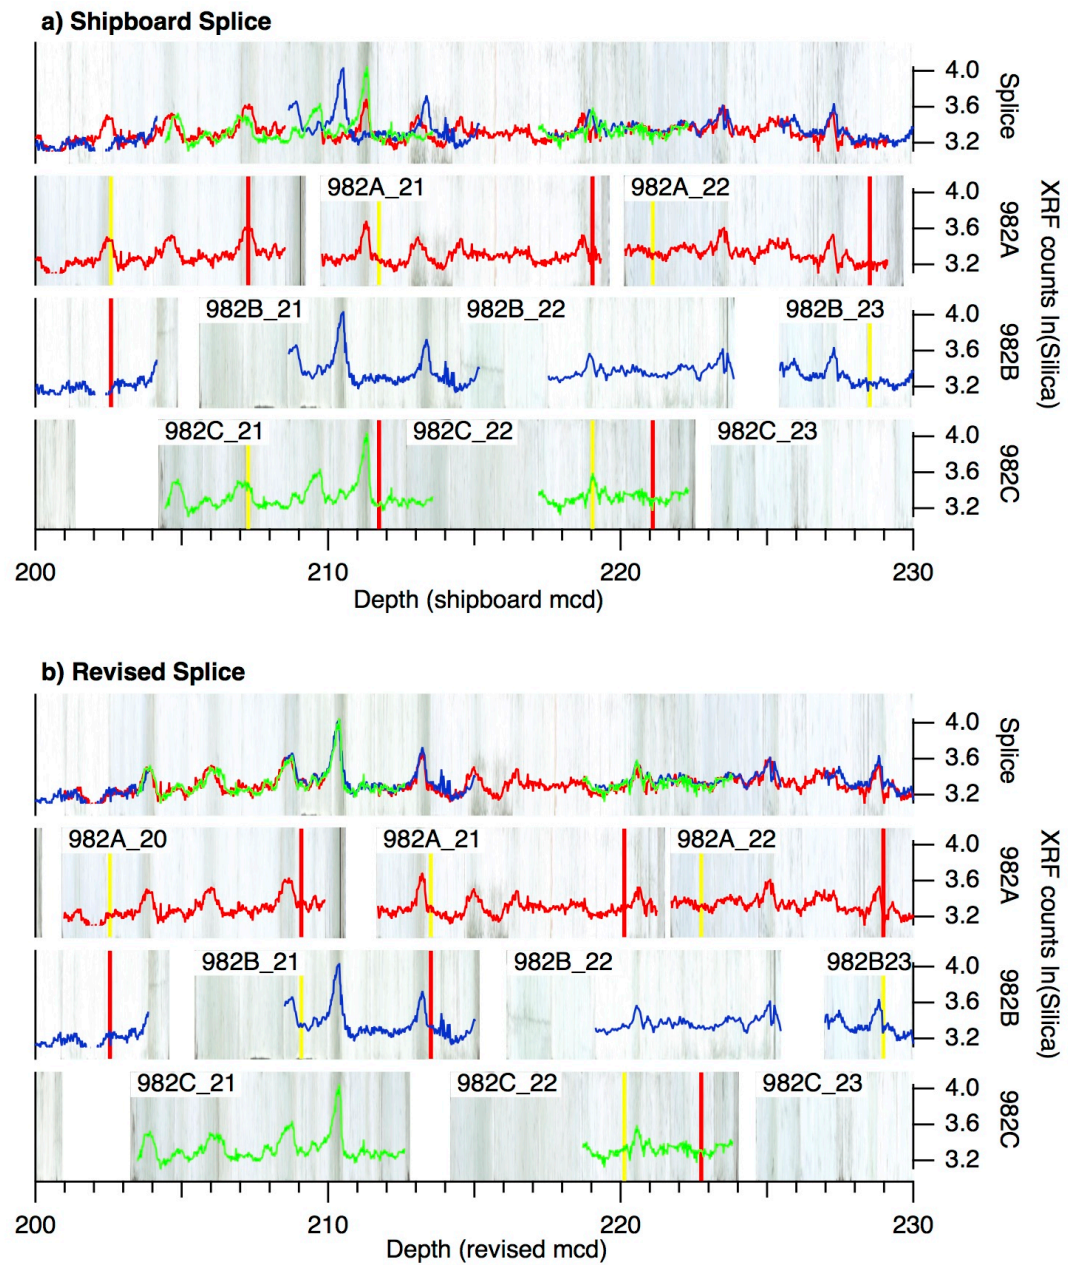 a) Shipboard Splice
4.0
3.6
3.2
Splice
982A_21
982A_22
4.0
3.6
3.2
982A
982B_21
982B_22
982B_23
4.0
3.6
3.2
982B
982C_21
982C_22
982C_23
4.0
3.6
3.2
982C
XRF counts ln(Silica)
200
210
220
230
Depth (shipboard mcd)
b) Revised Splice
4.0
3.6
3.2
Splice
982A_20
982A_21
982A_22
4.0
3.6
3.2
982A
982B_21
982B_22
982B23
4.0
3.6
3.2
982B
982C_21
982C_22
982C_23
4.0
3.6
3.2
982C
XRF counts ln(Silica)
200
210
220
230
Depth (revised mcd)